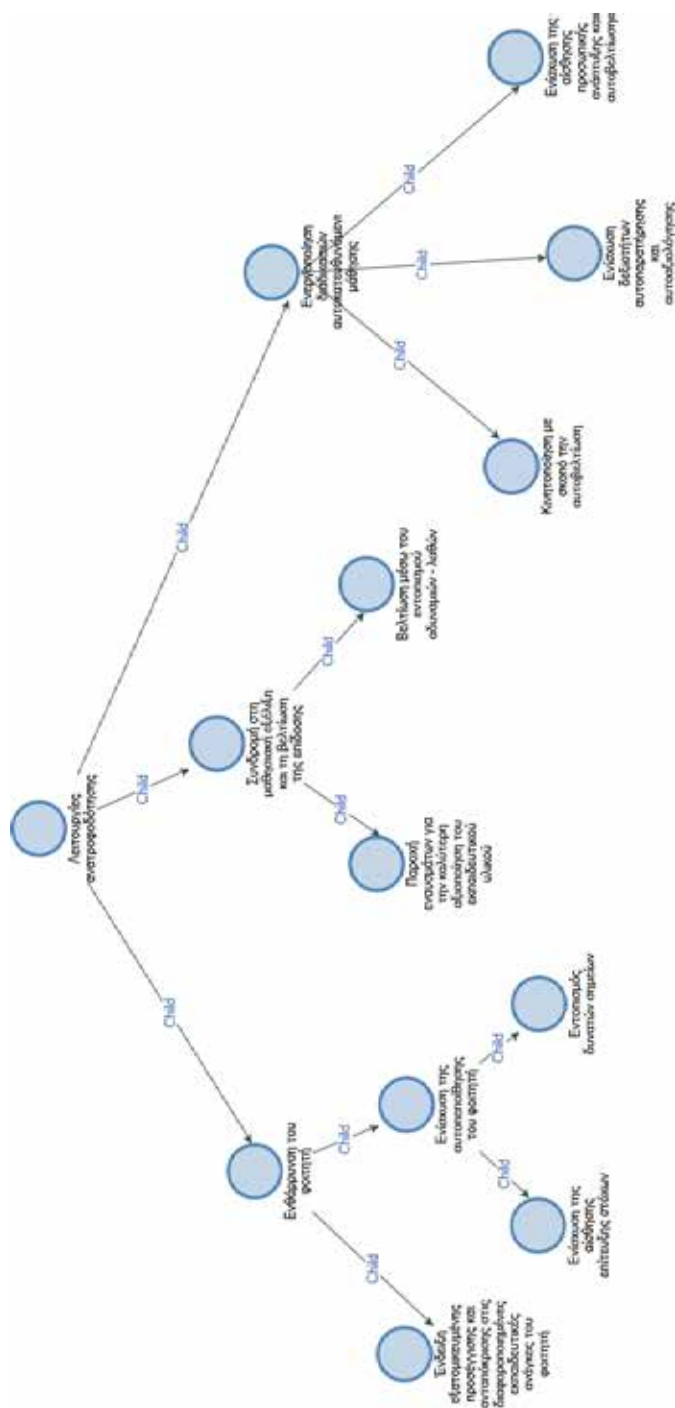 Λειτουργίες
ανατροφοδότησης
Child
Child
Child
Ενθάρρυνση του
φοιτητή
Συνδρομή στη
μαθησιακή εξέλιξη
και τη βελτίωση
της επίδοσης
Ενεργοποίηση
διαδικασιών
μάθησης
Child
Child
Child
Child
Child
Child
Child
Ένδειξη
εξατομικευμένης
προσέγγισης και
ανταπόκρισης στις
διαφοροποιημένες
εκπαιδευτικές
ανάγκες του
φοιτητή
Ενίσχυση της
αυτοπεποίθησης
του φοιτητή
Παροχή
εναυσμάτων για
την καλύτερη
αξιοποίηση του
εκπαιδευτικού
υλικού
Βελτίωση μέσω του
εντοπισμού
αδυναμιών - λαθών
Κινητοποίηση με
σκοπό την
αυτοβελτίωση
Ενίσχυση
δεξιοτήτων
αυτοπαρατήρησης
και
αυτοαξιολόγησης
Ενίσχυση της
αίσθησης
προσωπικής
ανάπτυξης και
αυτοβελτίωσης
Child
Child
Ενίσχυση της
αίσθησης
επίτευξης στόχων
Εντοπισμός
δυνατών σημείων